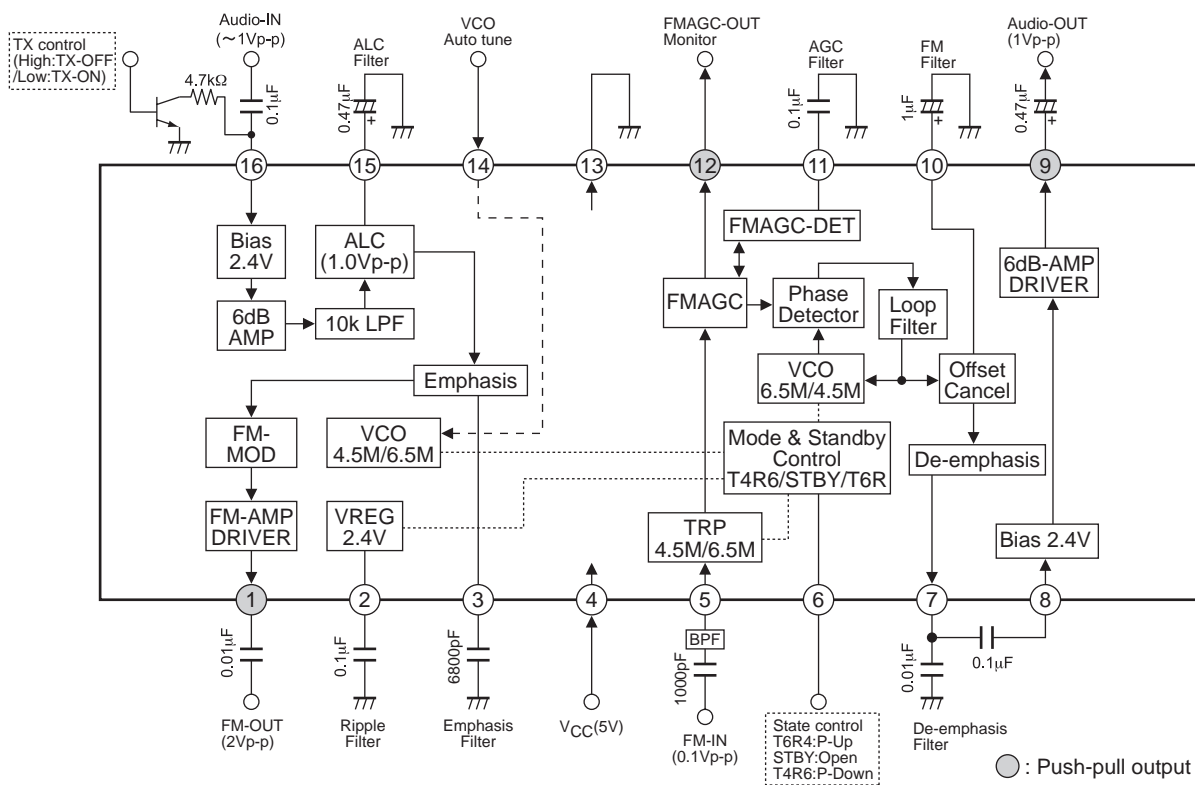 TX control
(High:TX-OFF
/Low:TX-ON)
4.7kΩ
Audio-IN
(～1Vp-p)
0.1μF
ALC
Filter
0.47μF
+
VCO
Auto tune
FMAGC-OUT
Monitor
AGC
Filter
0.1μF
FM
Filter
1μF
+
Audio-OUT
(1Vp-p)
0.47μF
+
16
15
14
13
12
11
10
9
Bias
2.4V
ALC
(1.0Vp-p)
6dB
AMP
10k LPF
Emphasis
FM-
MOD
VCO
4.5M/6.5M
FM-AMP
DRIVER
VREG
2.4V
FMAGC-DET
FMAGC
Phase
Detector
Loop
Filter
VCO
6.5M/4.5M
Offset
Cancel
Mode & Standby
Control
T4R6/STBY/T6R
De-emphasis
TRP
4.5M/6.5M
6dB-AMP
DRIVER
Bias 2.4V
1
2
3
4
5
6
7
8
0.01μF
FM-OUT
(2Vp-p)
0.1μF
Ripple
Filter
6800pF
Emphasis
Filter
VCC(5V)
BPF
1000pF
FM-IN
(0.1Vp-p)
State control
T6R4:P-Up
STBY:Open
T4R6:P-Down
0.01μF
0.1μF
De-emphasis
Filter
: Push-pull output